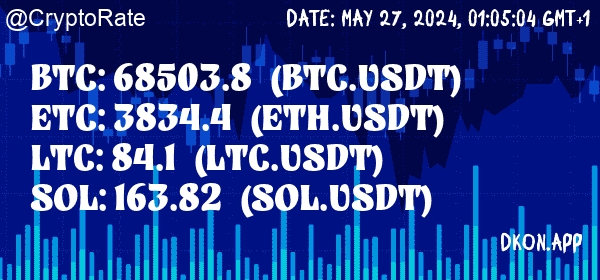 @CryptoRate
DATE: MAY 27, 2024, 01:05:04 GMT+1
BTC: 68503.8 (BTC.USDT)
ETC: 3834.4 (ETH.USDT)
LTC: 84.1 (LTC.USDT)
SOL: 163.82 (SOL.USDT)
DKON.APP